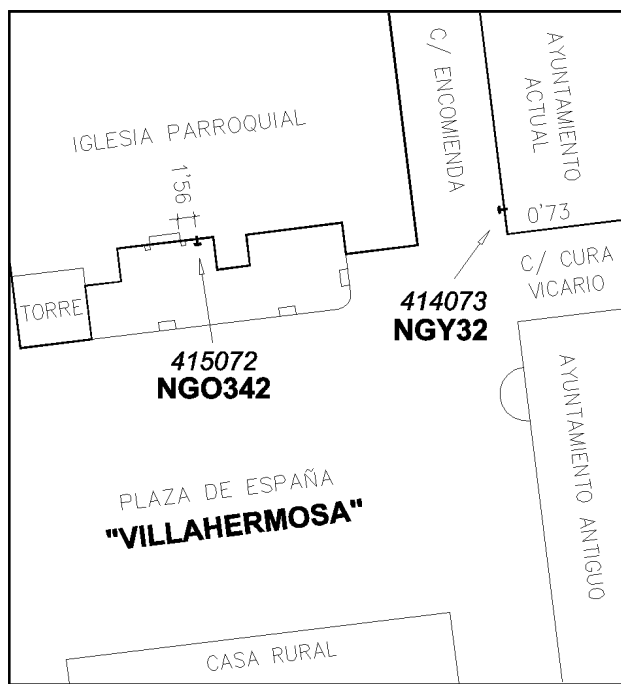 IGLESIA PARROQUIAL
1'56
C/ ENCOMIENDA
AYUNTAMIENTO
ACTUAL
0'73
C/ CURA
VICARIO
TORRE
415072
NGO342
414073
NGY32
AYUNTAMIENTO ANTIGUO
PLAZA DE ESPAÑA
"VILLAHERMOSA"
CASA RURAL